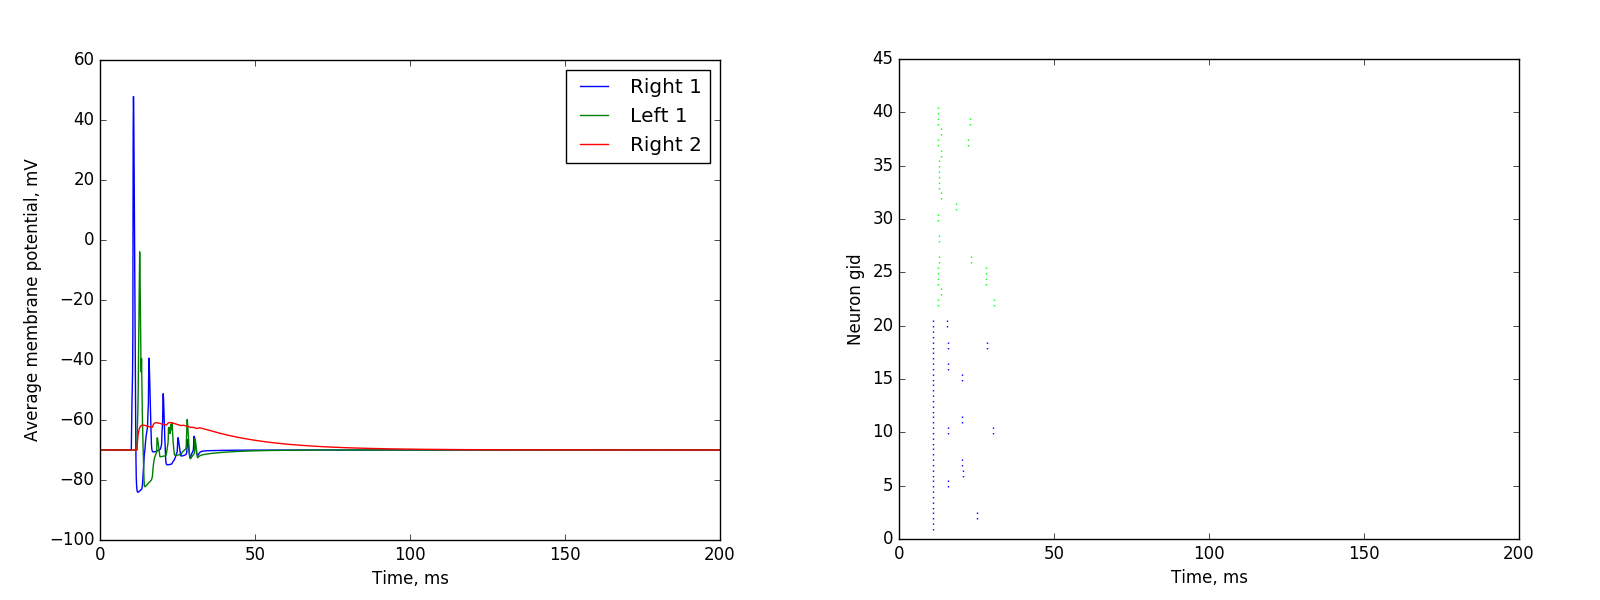 60
40
20
0
−20
−40
−60
−80
−100
Average membrane potential, mV
0 50 100 150 200
Time, ms
Right 1
Left 1
Right 2
45
40
35
30
25
20
15
10
5
0
Neuron gid
0 50 100 150 200
Time, ms